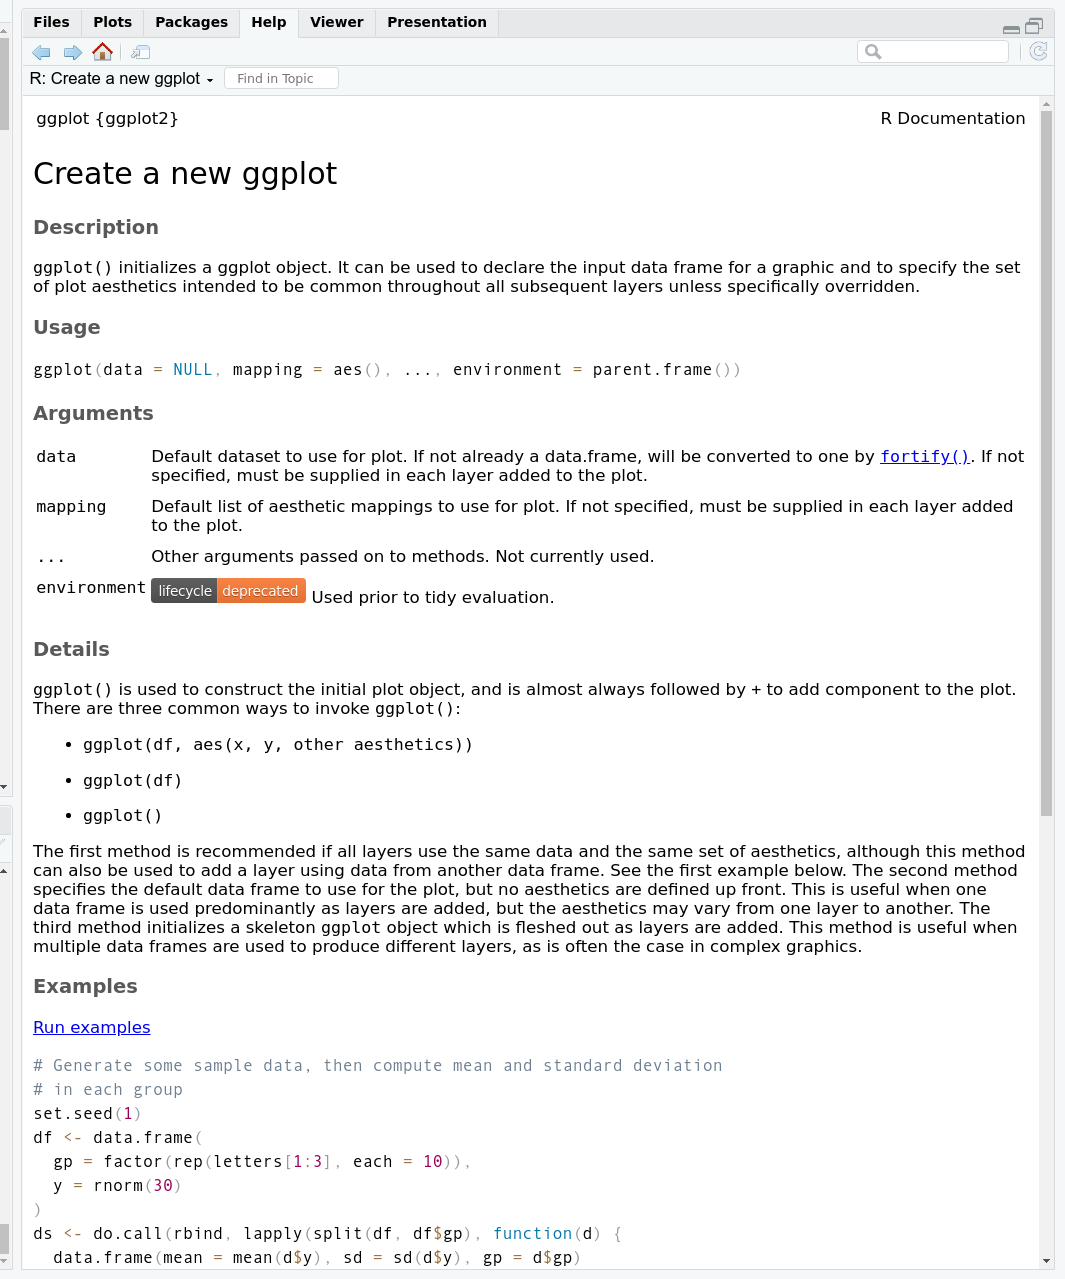 Files Plots Packages Help Viewer Presentation
R: Create a new ggplot Find in Topic
ggplot {ggplot2} R Documentation
Create a new ggplot
Description
ggplot() initializes a ggplot object. It can be used to declare the input data frame for a graphic and to specify the set
of plot aesthetics intended to be common throughout all subsequent layers unless specifically overridden.
Usage
ggplot(data = NULL, mapping = aes(), ..., environment = parent.frame())
Arguments
data Default dataset to use for plot. If not already a data.frame, will be converted to one by fortify(). If not
specified, must be supplied in each layer added to the plot.
mapping Default list of aesthetic mappings to use for plot. If not specified, must be supplied in each layer added
to the plot.
... Other arguments passed on to methods. Not currently used.
environment lifecycle deprecated Used prior to tidy evaluation.
Details
ggplot() is used to construct the initial plot object, and is almost always followed by + to add component to the plot.
There are three common ways to invoke ggplot():
• ggplot(df, aes(x, y, other aesthetics))
• ggplot(df)
• ggplot()
The first method is recommended if all layers use the same data and the same set of aesthetics, although this method
can also be used to add a layer using data from another data frame. See the first example below. The second method
specifies the default data frame to use for the plot, but no aesthetics are defined up front. This is useful when one
data frame is used predominantly as layers are added, but the aesthetics may vary from one layer to another. The
third method initializes a skeleton ggplot object which is fleshed out as layers are added. This method is useful when
multiple data frames are used to produce different layers, as is often the case in complex graphics.
Examples
Run examples
# Generate some sample data, then compute mean and standard deviation
# in each group
set.seed(1)
df <- data.frame(
  gp = factor(rep(letters[1:3], each = 10)),
  y = rnorm(30)
)
ds <- do.call(rbind, lapply(split(df, df$gp), function(d) {
  data.frame(mean = mean(d$y), sd = sd(d$y), gp = d$gp)